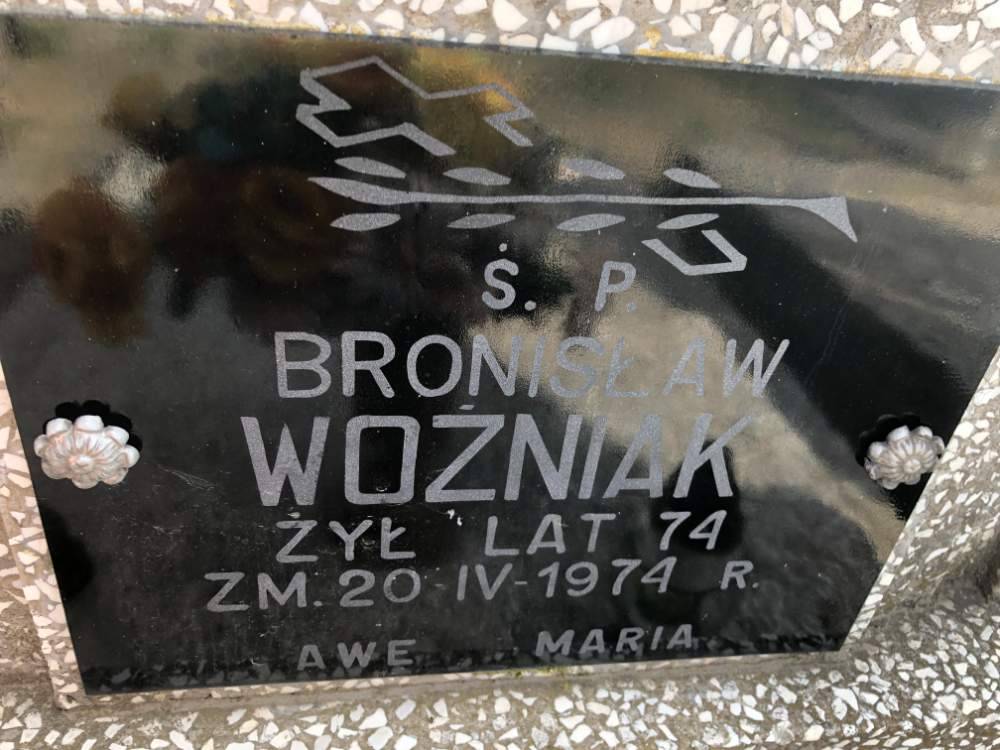 Ś. P.
BRONISŁAW
WOŹNIAK
ŻYŁ LAT 74
ZM. 20-IV-1974 R.
AWE MARIA